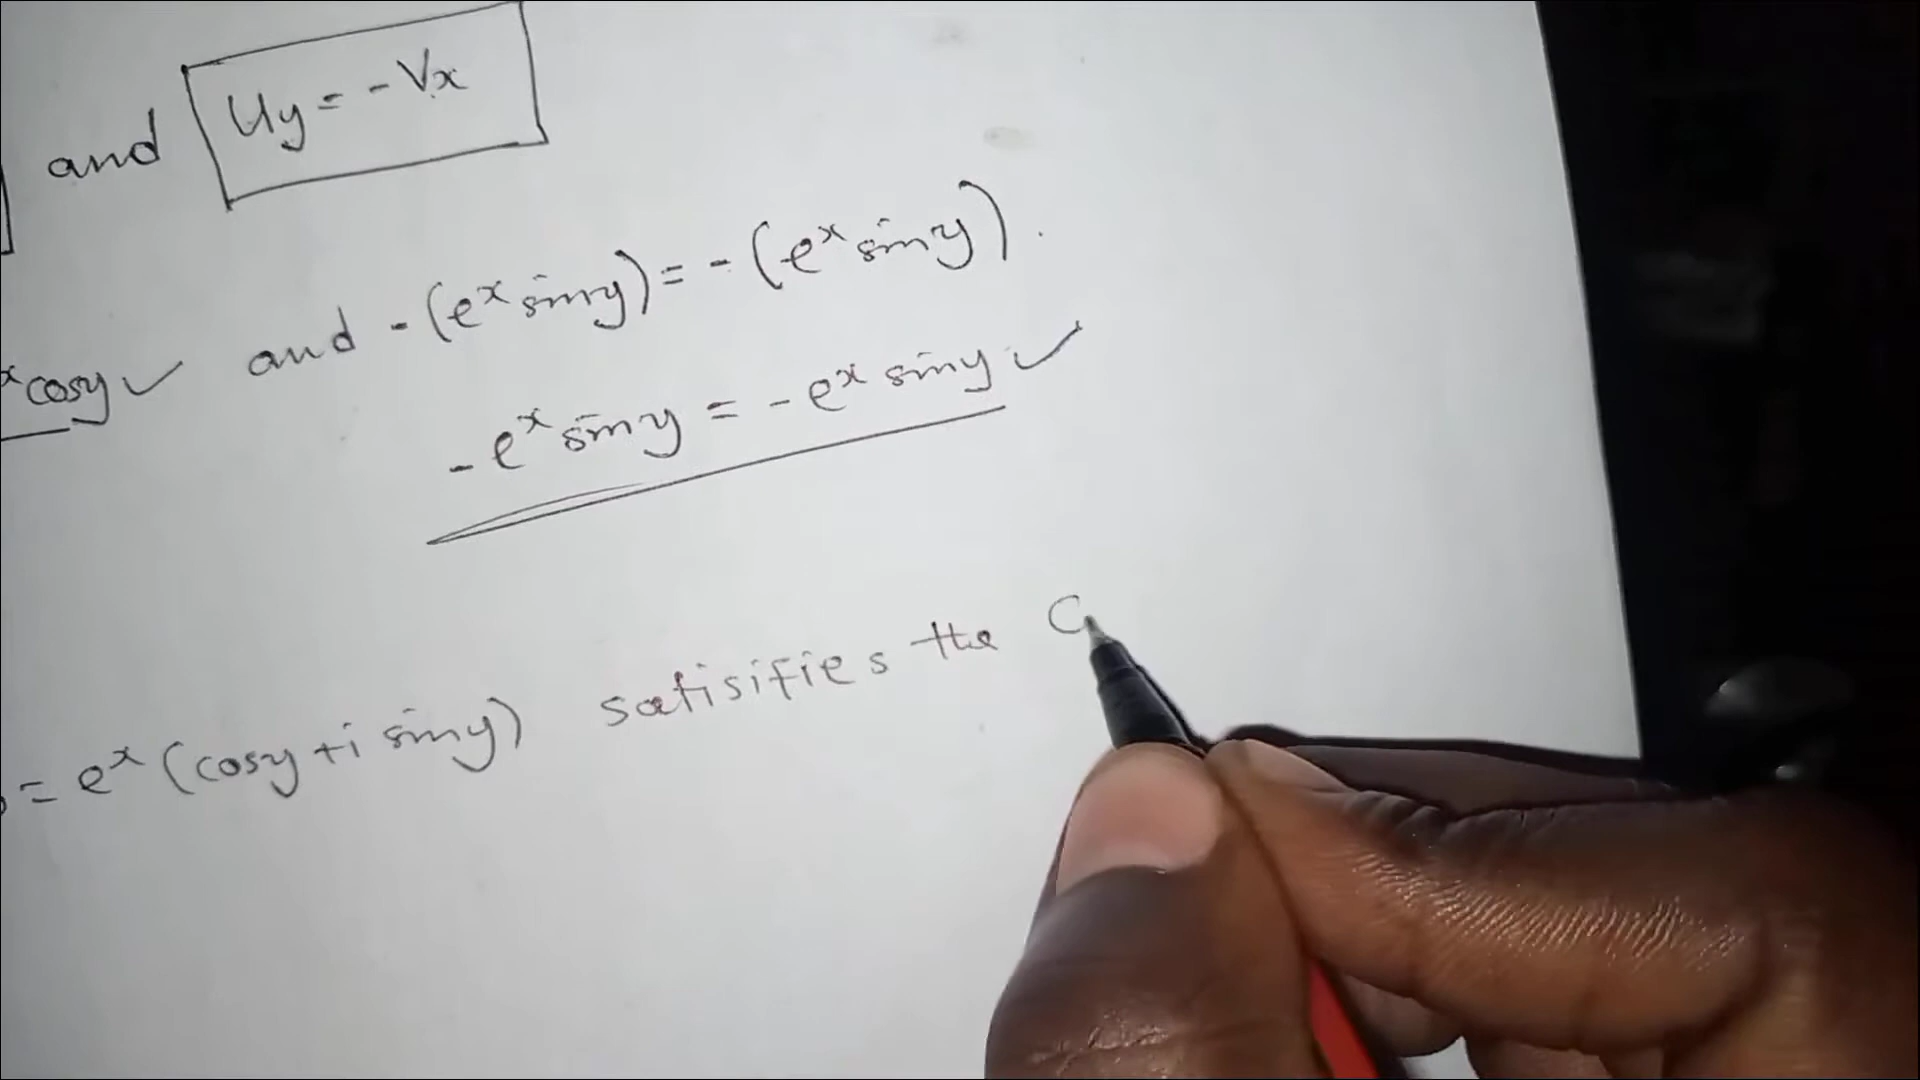 and Uy = - Vx
x cosy ✓ and - (e^x siny) = - (e^x siny).
- e^x siny = - e^x siny ✓
= e^x (cosy + i siny) satisifies the C